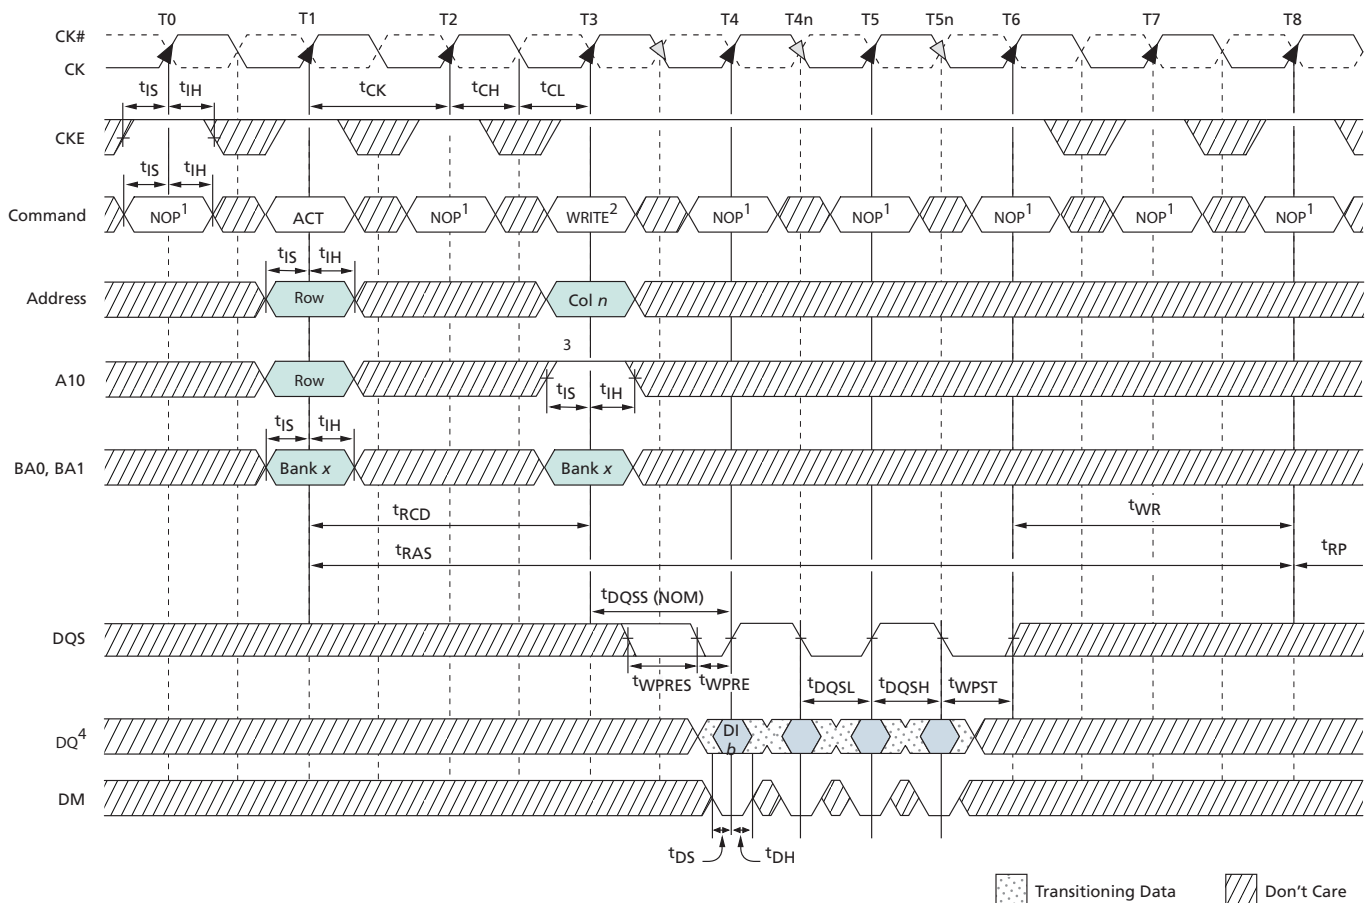 T0 T1 T2 T3 T4 T4n T5 T5n T6 T7 T8
CK#
CK
tIS tIH tCK tCH tCL
CKE
tIS tIH
Command NOP1 ACT NOP1 WRITE2 NOP1 NOP1 NOP1 NOP1 NOP1
tIS tIH
Address Row Col n
3
A10 Row
tIS tIH
tIS tIH
BA0, BA1 Bank x Bank x
tRCD tWR
tRAS tRP
tDQSS (NOM)
DQS
tWPRES tWPRE tDQSL tDQSH tWPST
DQ4 DI
b
DM
tDS tDH
Transitioning Data Don't Care